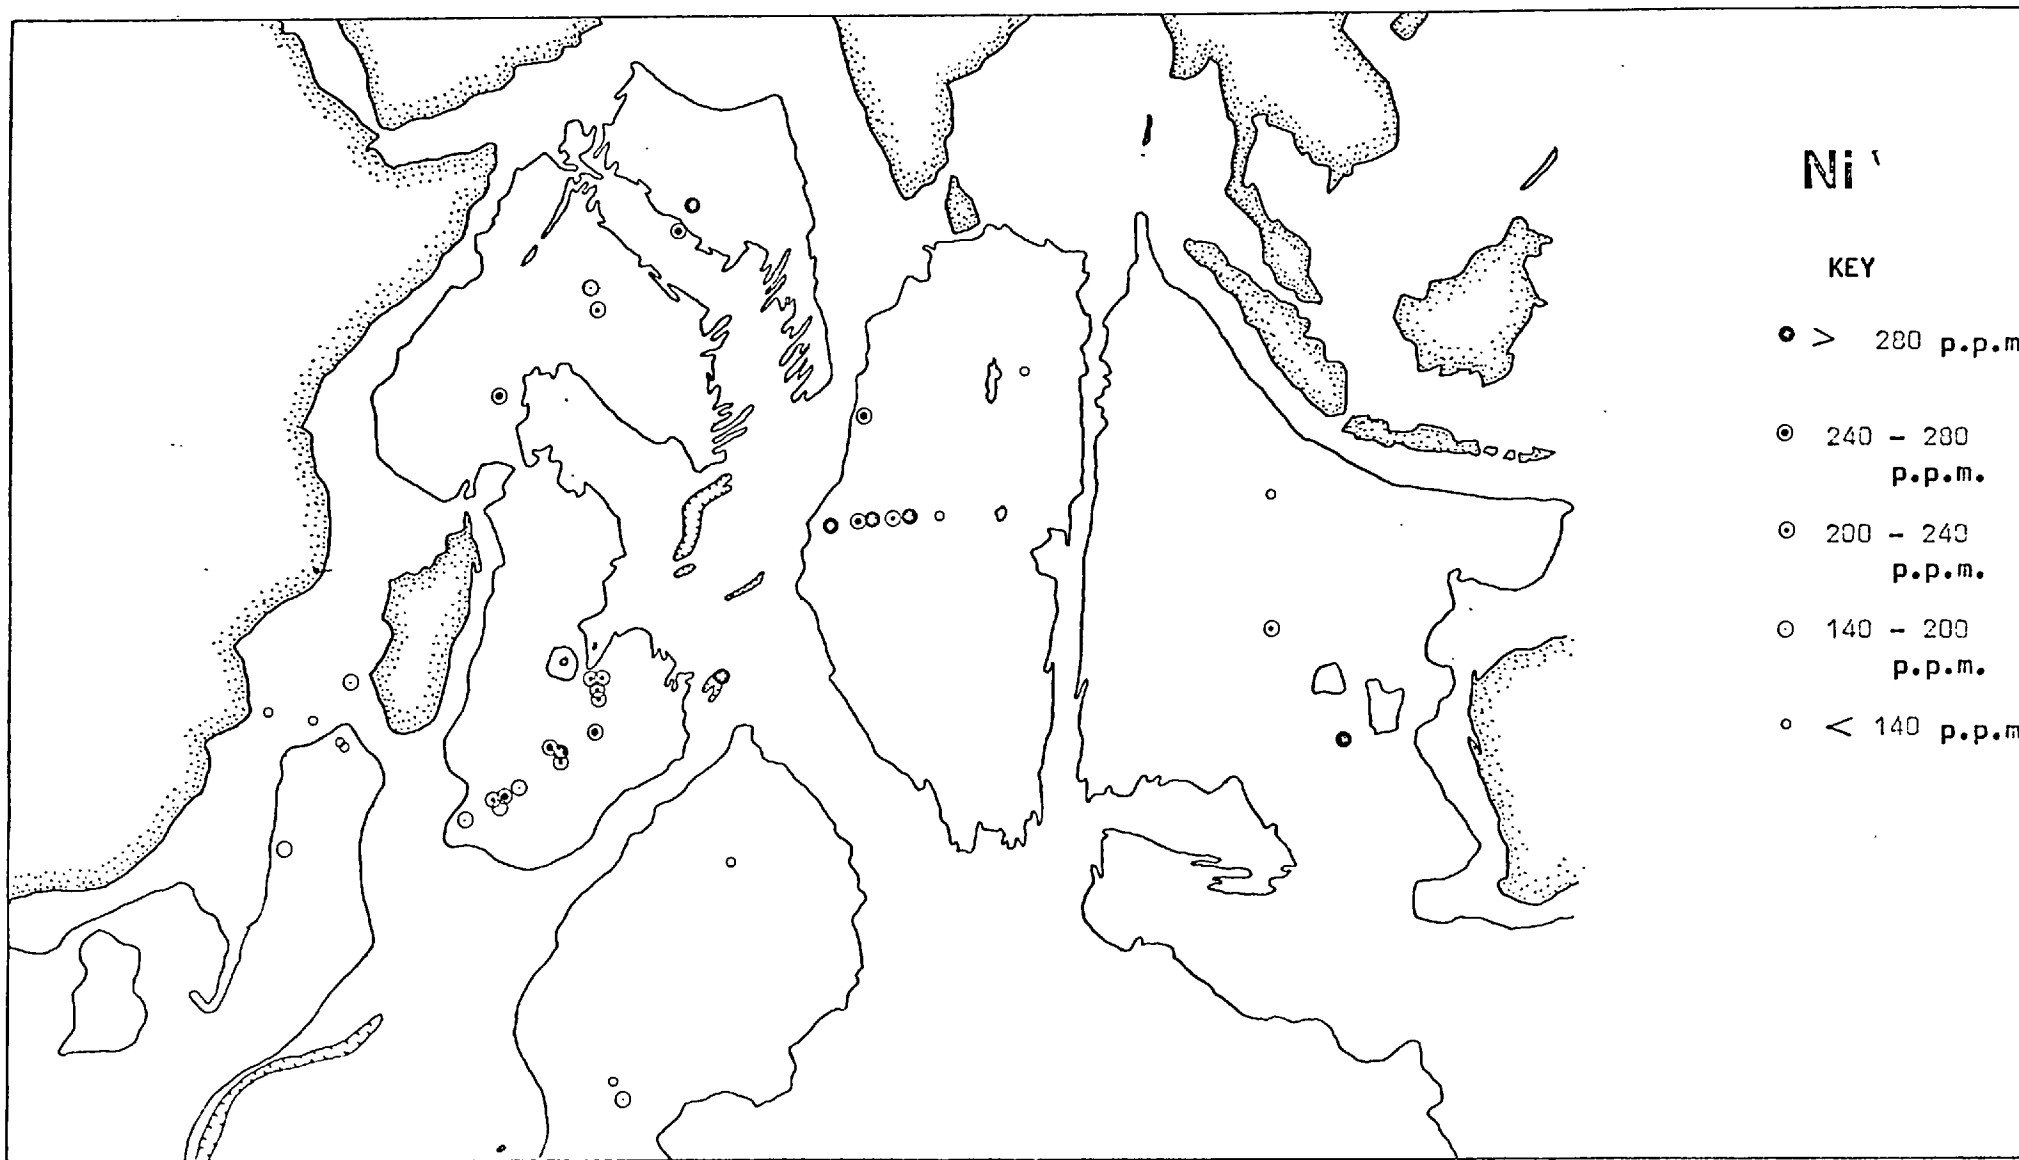 Ni
KEY
> 280 p.p.m
240 – 280
p.p.m.
200 – 240
p.p.m.
140 – 200
p.p.m.
< 140 p.p.m